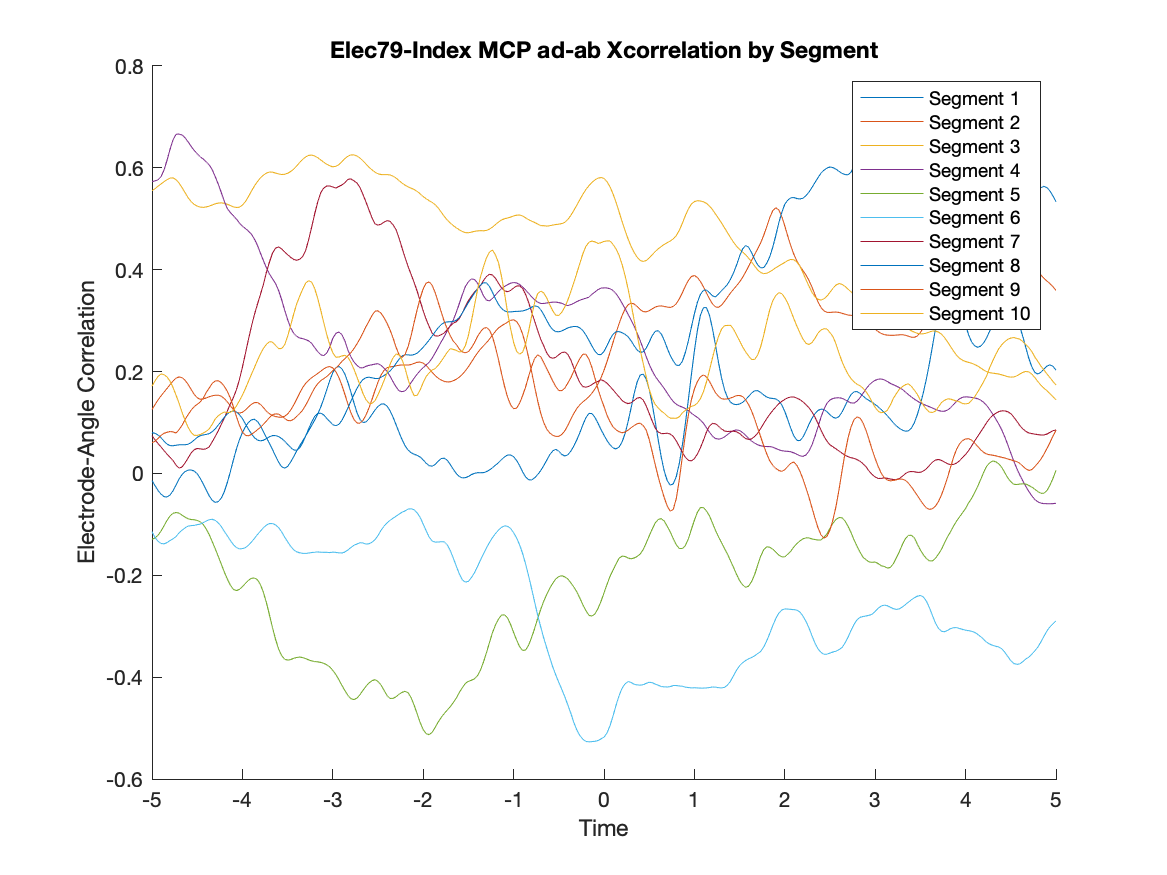 Elec79-Index MCP ad-ab Xcorrelation by Segment
0.8
0.6
0.4
0.2
0
-0.2
-0.4
-0.6
Electrode-Angle Correlation
Segment 1
Segment 2
Segment 3
Segment 4
Segment 5
Segment 6
Segment 7
Segment 8
Segment 9
Segment 10
-5 -4 -3 -2 -1 0 1 2 3 4 5
Time